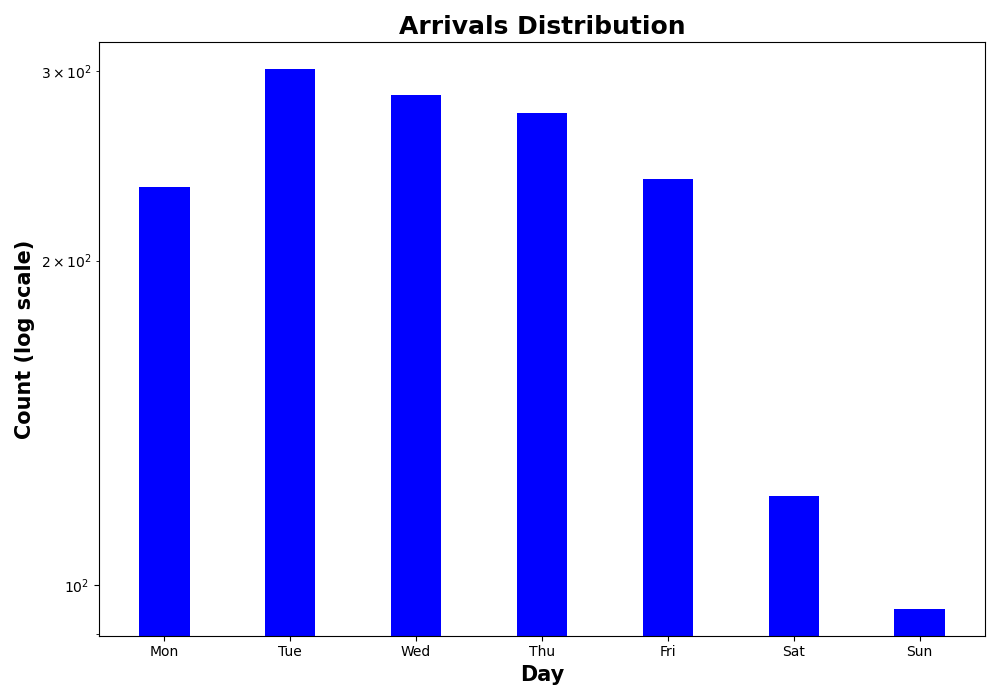 Arrivals Distribution
3 × 10²
2 × 10²
10²
Count (log scale)
Mon Tue Wed Thu Fri Sat Sun
Day